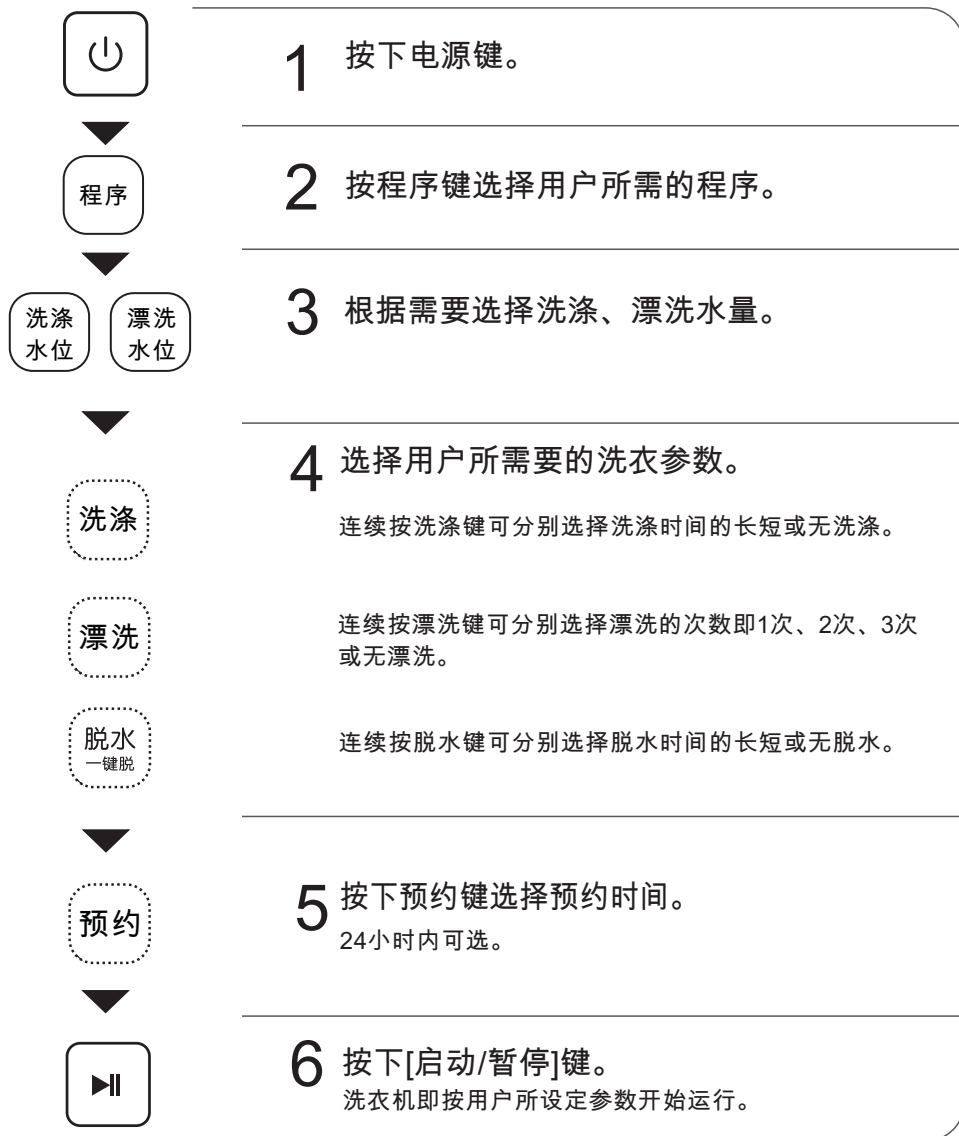 1 按下电源键。
程序
2 按程序键选择用户所需的程序。
洗涤
水位
漂洗
水位
3 根据需要选择洗涤、漂洗水量。
4 选择用户所需要的洗衣参数。
洗涤
连续按洗涤键可分别选择洗涤时间的长短或无洗涤。
漂洗
连续按漂洗键可分别选择漂洗的次数即1次、2次、3次
或无漂洗。
脱水
一键脱
连续按脱水键可分别选择脱水时间的长短或无脱水。
预约
5 按下预约键选择预约时间。
24小时内可选。
6 按下[启动/暂停]键。
洗衣机即按用户所设定参数开始运行。